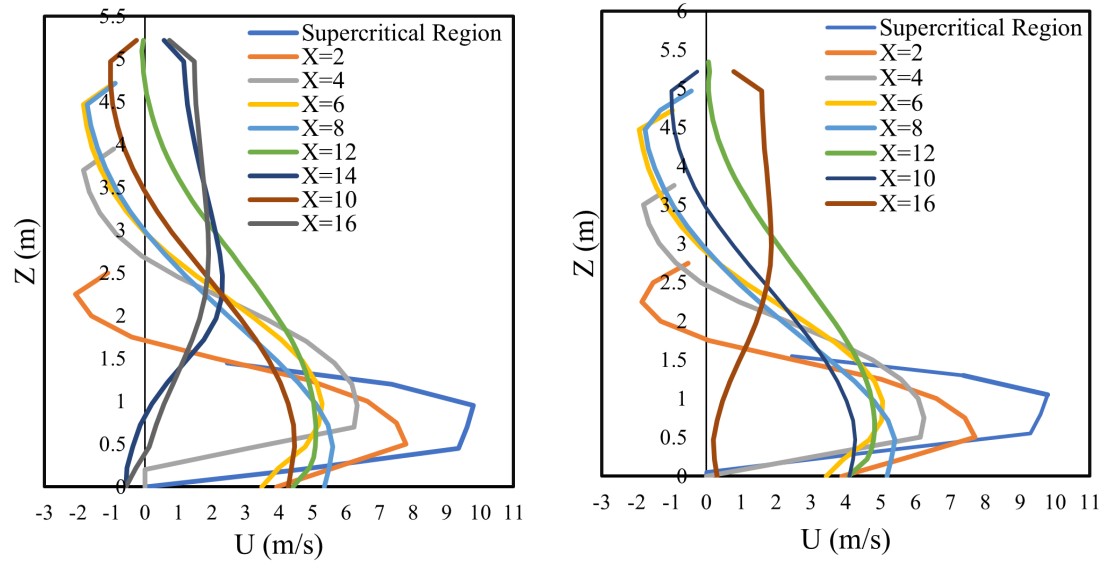 5.5
5
4.5
4
3.5
3
2.5
2
1.5
1
0.5
0
Z (m)
-3 -2 -1 0 1 2 3 4 5 6 7 8 9 10 11
U (m/s)
Supercritical Region
X=2
X=4
X=6
X=8
X=12
X=14
X=10
X=16
6
5.5
5
4.5
4
3.5
3
2.5
2
1.5
1
0.5
0
Z (m)
-3 -2 -1 0 1 2 3 4 5 6 7 8 9 10 11
U (m/s)
Supercritical Region
X=2
X=4
X=6
X=8
X=12
X=10
X=16